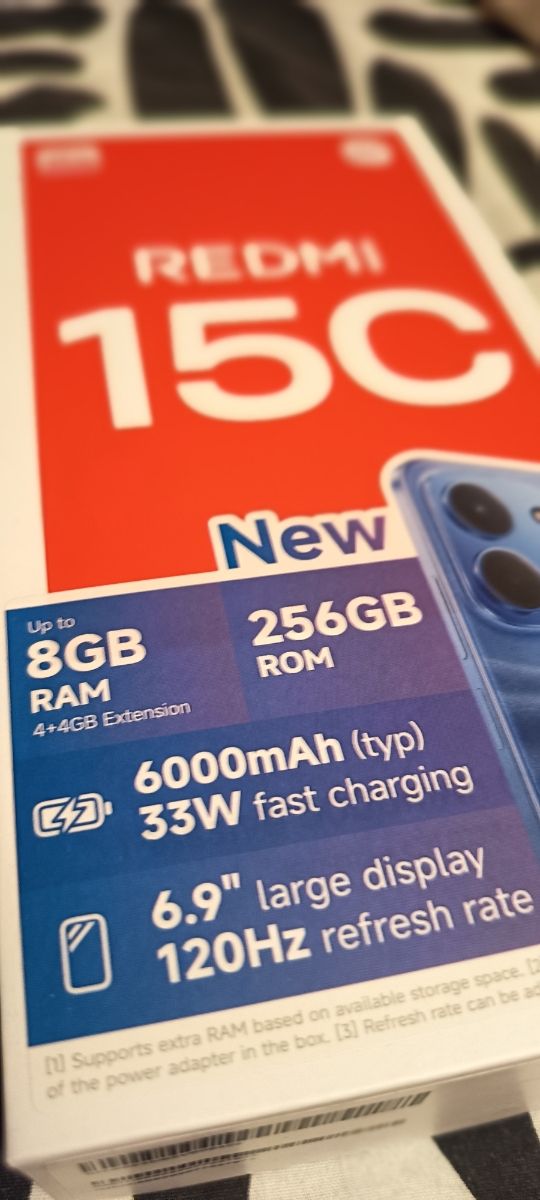 REDMI
15C
New
Up to
8GB
RAM
4+4GB Extension
256GB
ROM
6000mAh (typ)
33W fast charging
6.9" large display
120Hz refresh rate
[1] Supports extra RAM based on available storage space. [2
of the power adapter in the box. [3] Refresh rate can be ad